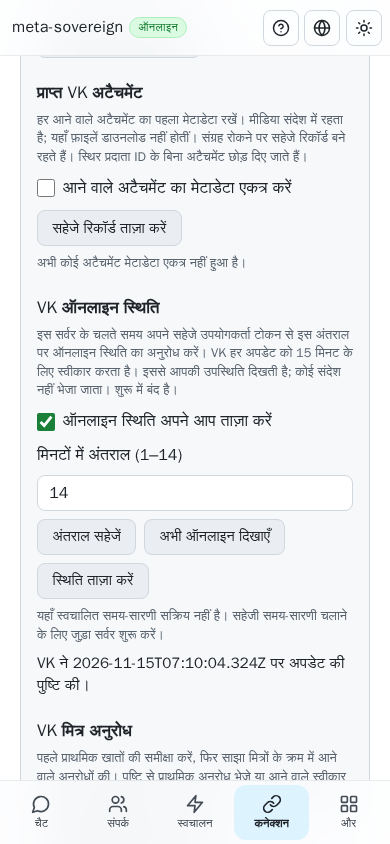 meta-sovereign ऑनलाइन
प्राप्त VK अटैचमेंट
हर आने वाले अटैचमेंट का पहला मेटाडेटा रखें। मीडिया संदेश में रहता
है; यहाँ फ़ाइलें डाउनलोड नहीं होतीं। संग्रह रोकने पर सहेजे रिकॉर्ड बने
रहते हैं। स्थिर प्रदाता ID के बिना अटैचमेंट छोड़ दिए जाते हैं।
आने वाले अटैचमेंट का मेटाडेटा एकत्र करें
सहेजे रिकॉर्ड ताज़ा करें
अभी कोई अटैचमेंट मेटाडेटा एकत्र नहीं हुआ है।
VK ऑनलाइन स्थिति
इस सर्वर के चलते समय अपने सहेजे उपयोगकर्ता टोकन से इस अंतराल
पर ऑनलाइन स्थिति का अनुरोध करें। VK हर अपडेट को 15 मिनट के
लिए स्वीकार करता है। इससे आपकी उपस्थिति दिखती है; कोई संदेश
नहीं भेजा जाता। शुरू में बंद है।
ऑनलाइन स्थिति अपने आप ताज़ा करें
मिनटों में अंतराल (1–14)
14
अंतराल सहेजें अभी ऑनलाइन दिखाएँ
स्थिति ताज़ा करें
यहाँ स्वचालित समय-सारणी सक्रिय नहीं है। सहेजी समय-सारणी चलाने
के लिए जुड़ा सर्वर शुरू करें।
VK ने 2026-11-15T07:10:04.324Z पर अपडेट की
पुष्टि की।
VK मित्र अनुरोध
पहले प्राथमिक खातों की समीक्षा करें, फिर साझा मित्रों के क्रम में आने
वाले अनुरोधों की। पुष्टि से प्राथमिक अनुरोध भेजे या आने वाले स्वीकार
चैट संपर्क स्वचालन कनेक्शन और